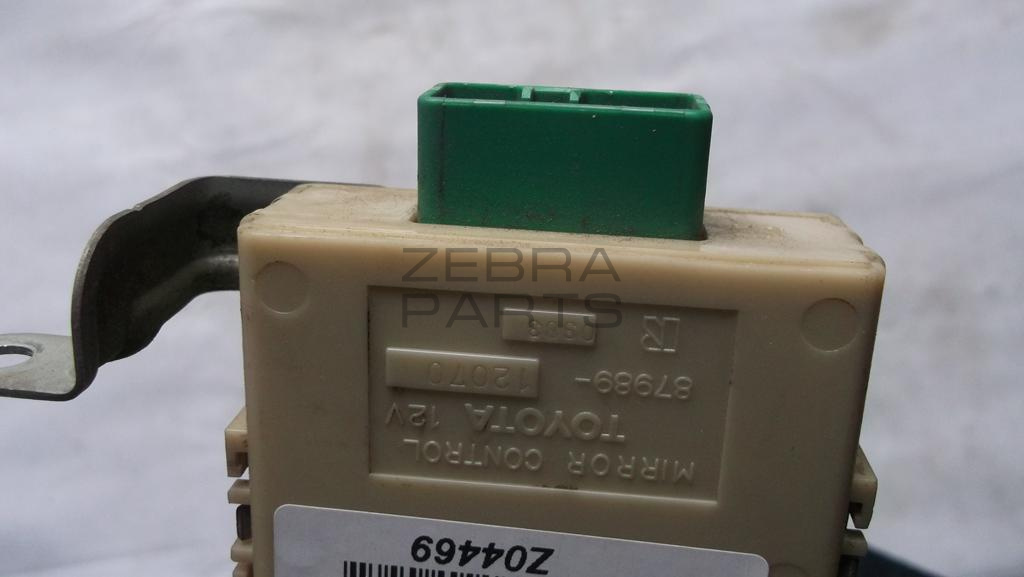 ZEBRA
PARTS
MIRROR CONTROL
TOYOTA 12V
87989-12070
Z04469